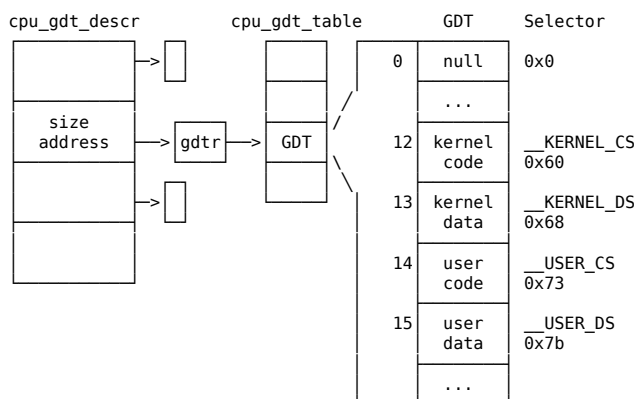 cpu_gdt_descr cpu_gdt_table GDT Selector
0 null 0x0
...
size
address gdtr GDT 12 kernel __KERNEL_CS
code 0x60
13 kernel __KERNEL_DS
data 0x68
14 user __USER_CS
code 0x73
15 user __USER_DS
data 0x7b
...